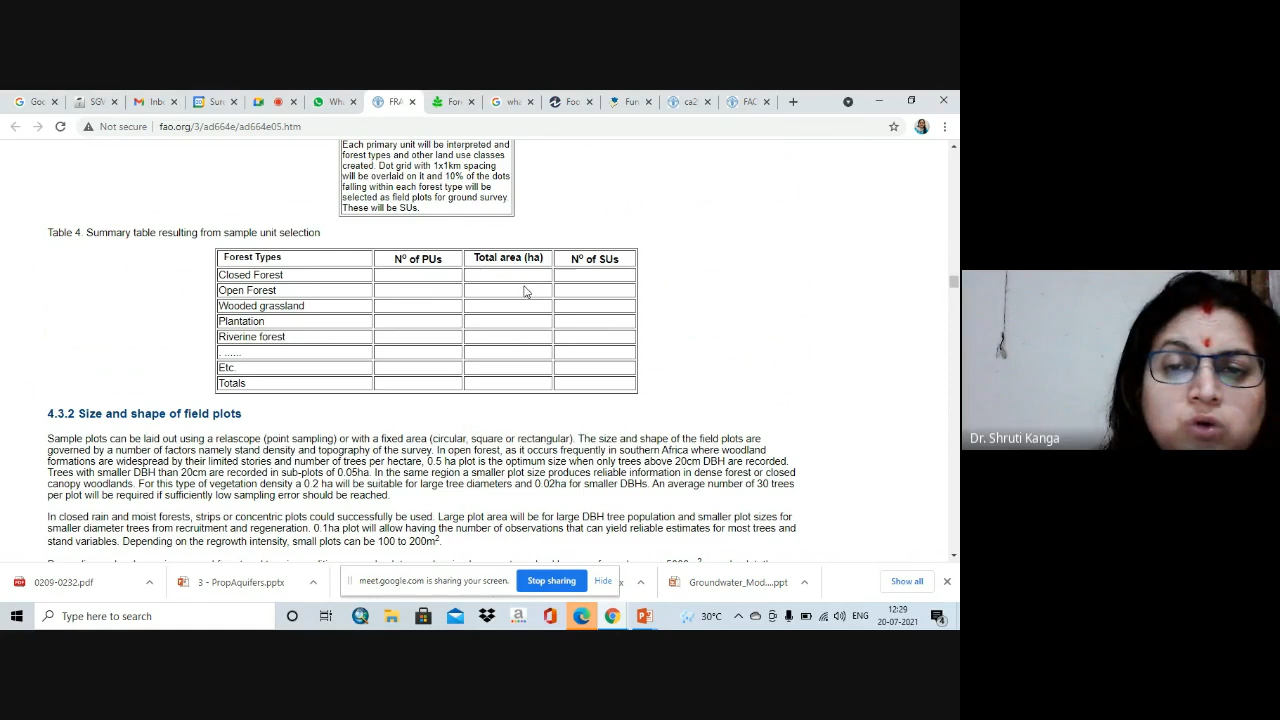 Goc
SGV
Inb
Sur
Wha
FRA
For
wha
Foo
Fun
ca2
FAC
Not secure
fao.org/3/ad664e/ad664e05.htm
Each primary unit will be interpreted and
forest types and other land use classes
created. Dot grid with 1x1km spacing
will be overlaid on it and 10% of the dots
falling within each forest type will be
selected as field plots for ground survey
These will be SUs.
Table 4. Summary table resulting from sample unit selection
Forest Types N° of PUs Total area (ha) N° of SUs
Closed Forest
Open Forest
Wooded grassland
Plantation
Riverine forest
. ......
Etc.
Totals
4.3.2 Size and shape of field plots
Sample plots can be laid out using a relascope (point sampling) or with a fixed area (circular, square or rectangular). The size and shape of the field plots are
governed by a number of factors namely stand density and topography of the survey. In open forest, as it occurs frequently in southern Africa where woodland
formations are widespread by their limited stories and number of trees per hectare, 0.5 ha plot is the optimum size when only trees above 20cm DBH are recorded.
Trees with smaller DBH than 20cm are recorded in sub-plots of 0.05ha. In the same region a smaller plot size produces reliable information in dense forest or closed
canopy woodlands. For this type of vegetation density a 0.2 ha will be suitable for large tree diameters and 0.02ha for smaller DBHs. An average number of 30 trees
per plot will be required if sufficiently low sampling error should be reached.
In closed rain and moist forests, strips or concentric plots could successfully be used. Large plot area will be for large DBH tree population and smaller plot sizes for
smaller diameter trees from recruitment and regeneration. 0.1ha plot will allow having the number of observations that can yield reliable estimates for most trees and
stand variables. Depending on the regrowth intensity, small plots can be 100 to 200m².
Dr. Shruti Kanga
0209-0232.pdf
3 - PropAquifers.pptx
meet.google.com is sharing your screen.
Stop sharing
Hide
Groundwater_Mod....ppt
Show all
Type here to search
30°C
ENG
12:29
20-07-2021
4